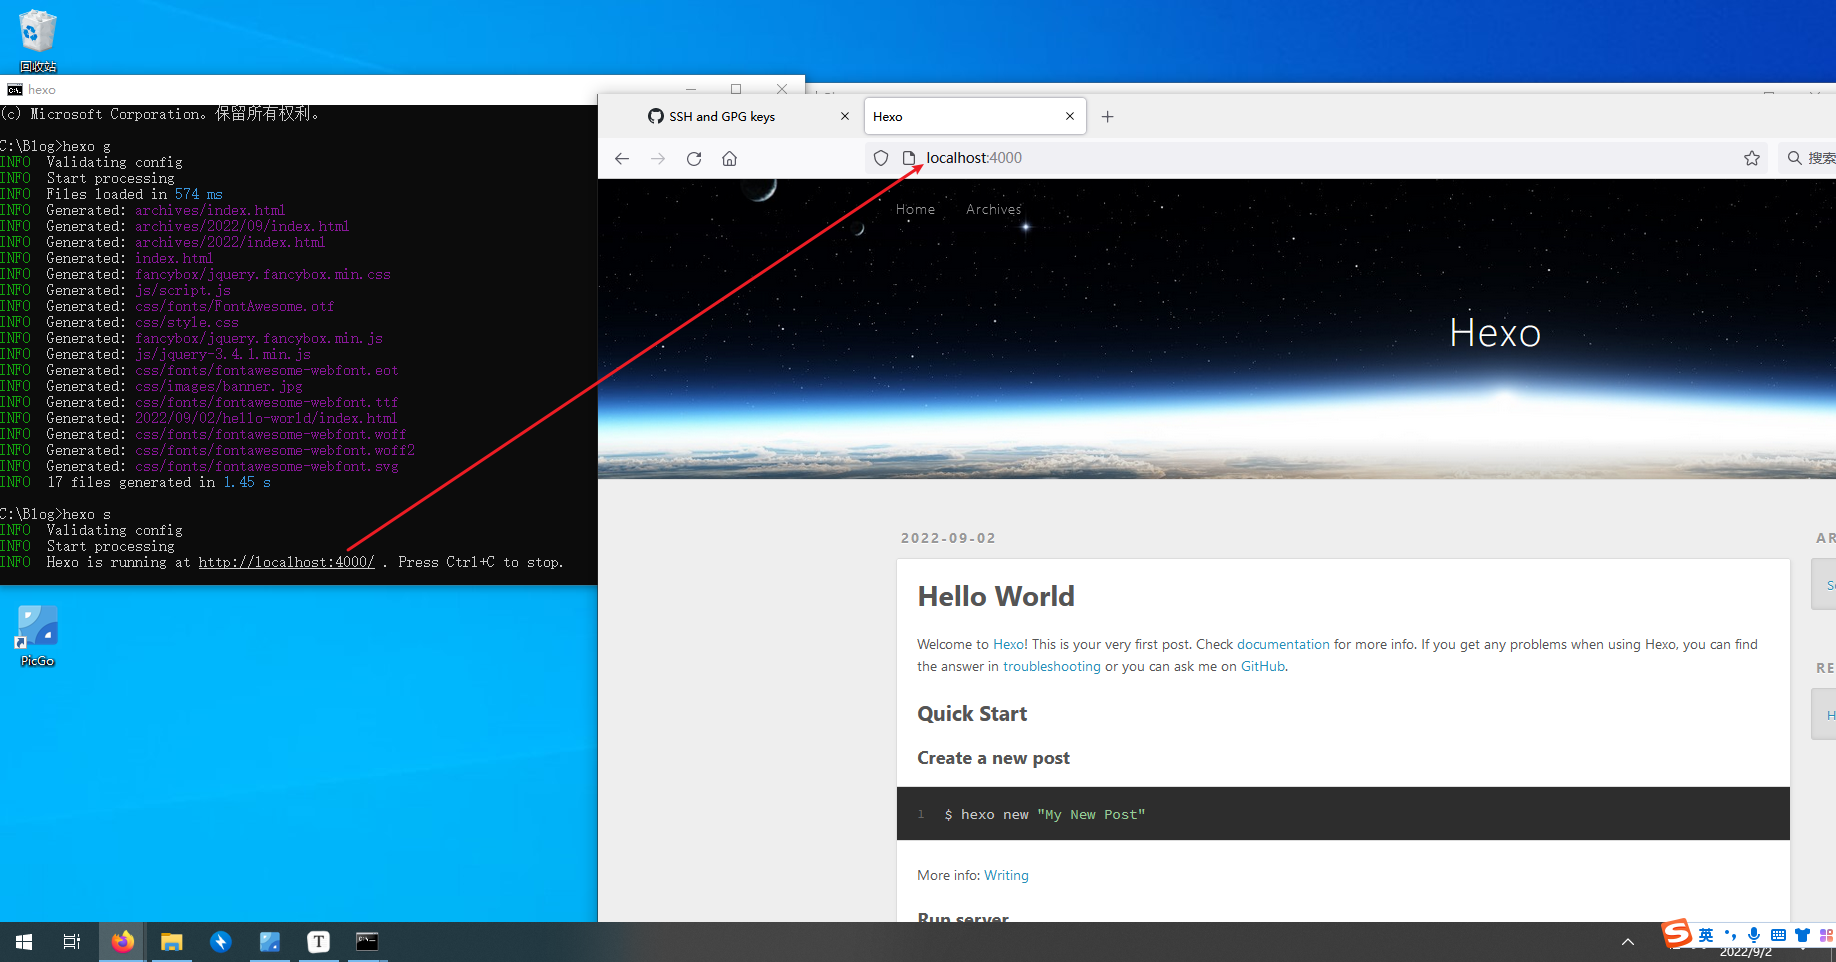 回收站
hexo
(c) Microsoft Corporation。保留所有权利。
C:\Blog>hexo g
INFO  Validating config
INFO  Start processing
INFO  Files loaded in 574 ms
INFO  Generated: archives/index.html
INFO  Generated: archives/2022/09/index.html
INFO  Generated: archives/2022/index.html
INFO  Generated: index.html
INFO  Generated: fancybox/jquery.fancybox.min.css
INFO  Generated: js/script.js
INFO  Generated: css/fonts/FontAwesome.otf
INFO  Generated: css/style.css
INFO  Generated: fancybox/jquery.fancybox.min.js
INFO  Generated: js/jquery-3.4.1.min.js
INFO  Generated: css/fonts/fontawesome-webfont.eot
INFO  Generated: css/images/banner.jpg
INFO  Generated: css/fonts/fontawesome-webfont.ttf
INFO  Generated: 2022/09/02/hello-world/index.html
INFO  Generated: css/fonts/fontawesome-webfont.woff
INFO  Generated: css/fonts/fontawesome-webfont.woff2
INFO  Generated: css/fonts/fontawesome-webfont.svg
INFO  17 files generated in 1.45 s
C:\Blog>hexo s
INFO  Validating config
INFO  Start processing
INFO  Hexo is running at http://localhost:4000/ . Press Ctrl+C to stop.
PicGo
SSH and GPG keys
Hexo
localhost:4000
搜索
Home
Archives
Hexo
2022-09-02
AR
Hello World
Welcome to Hexo! This is your very first post. Check documentation for more info. If you get any problems when using Hexo, you can find
the answer in troubleshooting or you can ask me on GitHub.
RE
Quick Start
Create a new post
1 $ hexo new "My New Post"
More info: Writing
Run server
英
2022/9/2